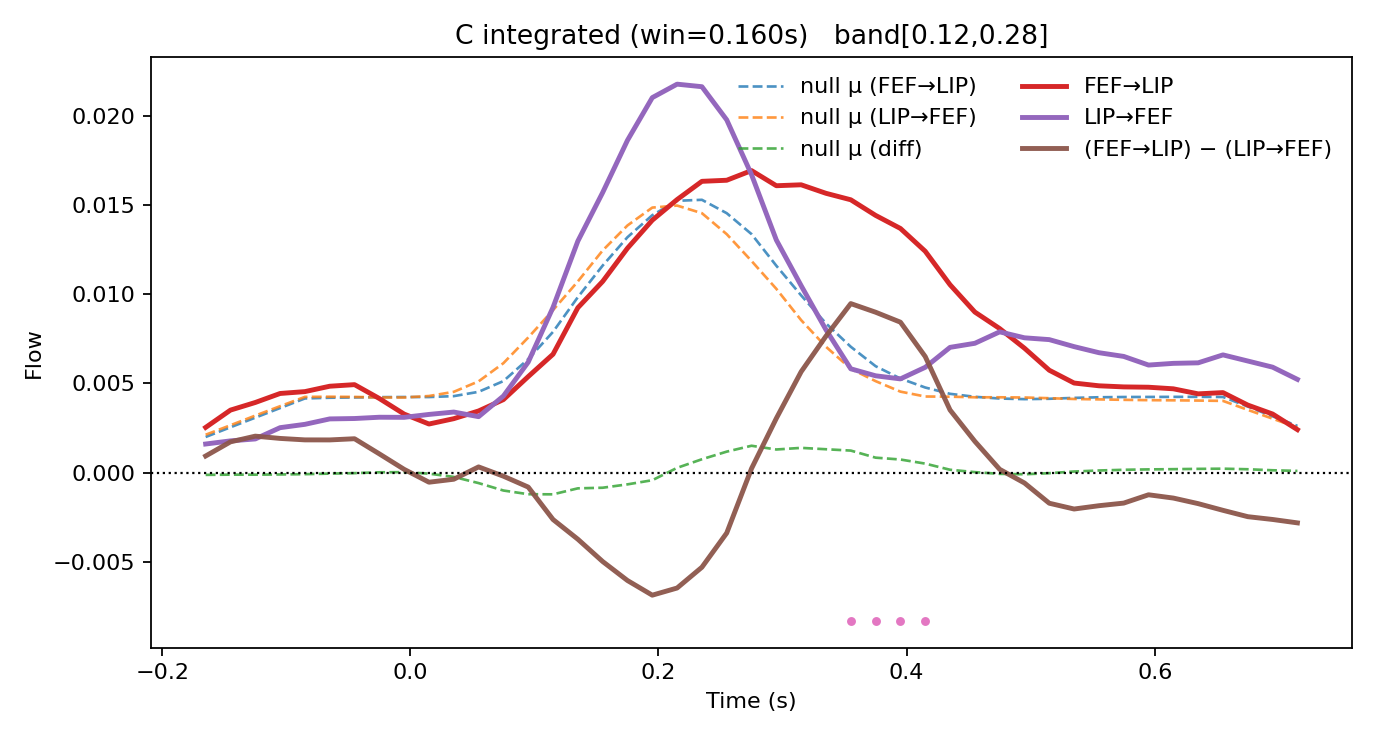 C integrated (win=0.160s)   band[0.12,0.28]
null μ (FEF→LIP)
null μ (LIP→FEF)
null μ (diff)
FEF→LIP
LIP→FEF
(FEF→LIP) − (LIP→FEF)
Flow
0.020
0.015
0.010
0.005
0.000
−0.005
−0.2
0.0
0.2
0.4
0.6
Time (s)